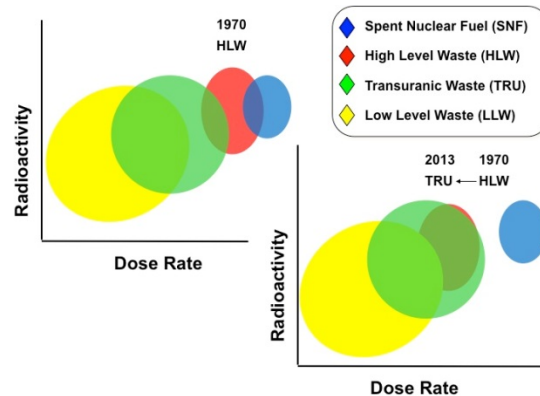 1970
HLW
Radioactivity
Dose Rate
Spent Nuclear Fuel (SNF)
High Level Waste (HLW)
Transuranic Waste (TRU)
Low Level Waste (LLW)
2013 1970
TRU ← HLW
Radioactivity
Dose Rate